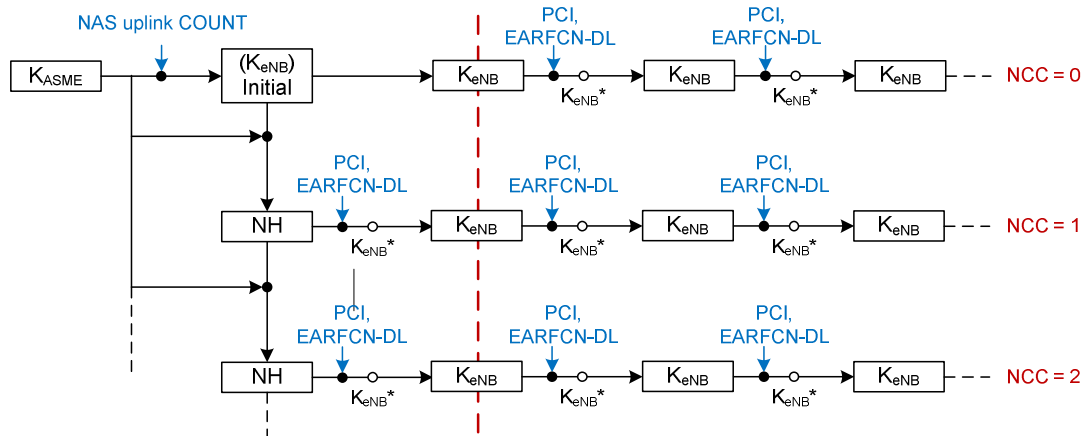 NAS uplink COUNT
PCI,
EARFCN-DL
PCI,
EARFCN-DL
KASME
(KeNB)
Initial
KeNB
KeNB*
KeNB
KeNB*
KeNB
NCC = 0
PCI,
EARFCN-DL
PCI,
EARFCN-DL
PCI,
EARFCN-DL
NH
KeNB*
KeNB
KeNB*
KeNB
KeNB*
KeNB
NCC = 1
PCI,
EARFCN-DL
PCI,
EARFCN-DL
PCI,
EARFCN-DL
NH
KeNB*
KeNB
KeNB*
KeNB
KeNB*
KeNB
NCC = 2